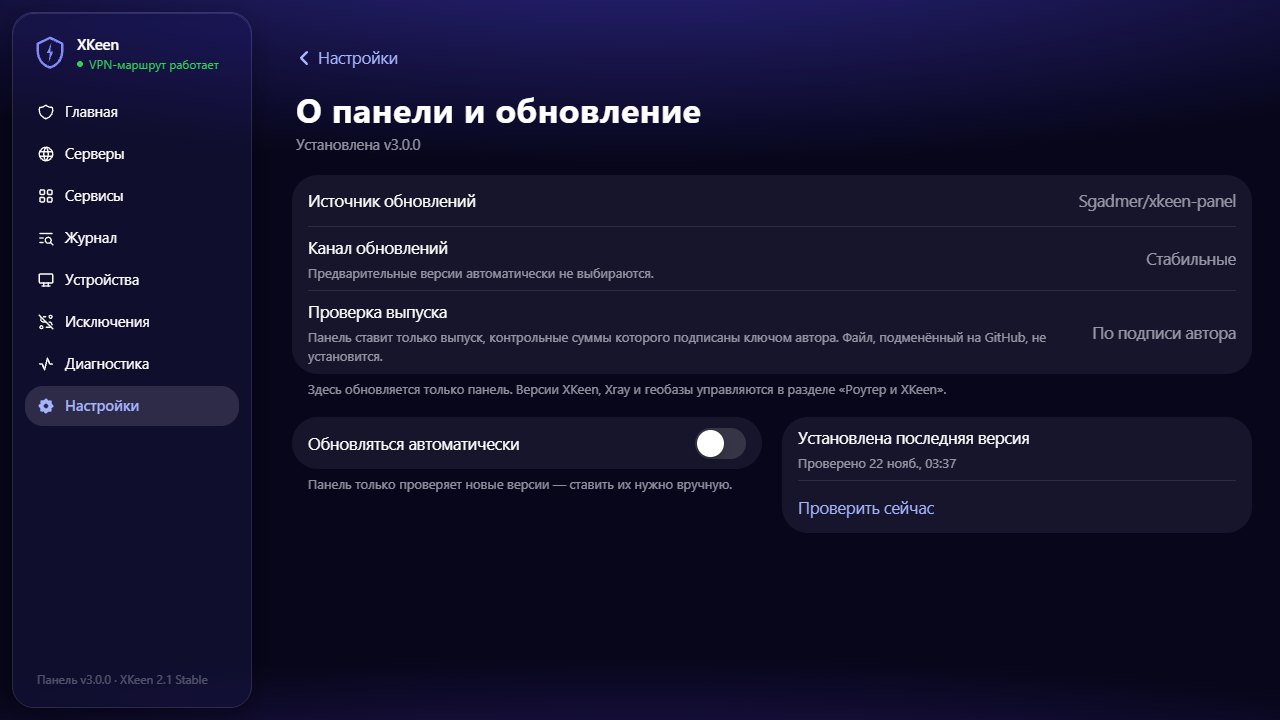 XKeen
VPN-маршрут работает
Главная
Серверы
Сервисы
Журнал
Устройства
Исключения
Диагностика
Настройки
Панель v3.0.0 · XKeen 2.1 Stable
Настройки
О панели и обновление
Установлена v3.0.0
Источник обновлений
Sgadmer/xkeen-panel
Канал обновлений
Предварительные версии автоматически не выбираются.
Стабильные
Проверка выпуска
Панель ставит только выпуск, контрольные суммы которого подписаны ключом автора. Файл, подменённый на GitHub, не
установится.
По подписи автора
Здесь обновляется только панель. Версии XKeen, Xray и геобазы управляются в разделе «Роутер и XKeen».
Обновляться автоматически
Панель только проверяет новые версии — ставить их нужно вручную.
Установлена последняя версия
Проверено 22 нояб., 03:37
Проверить сейчас